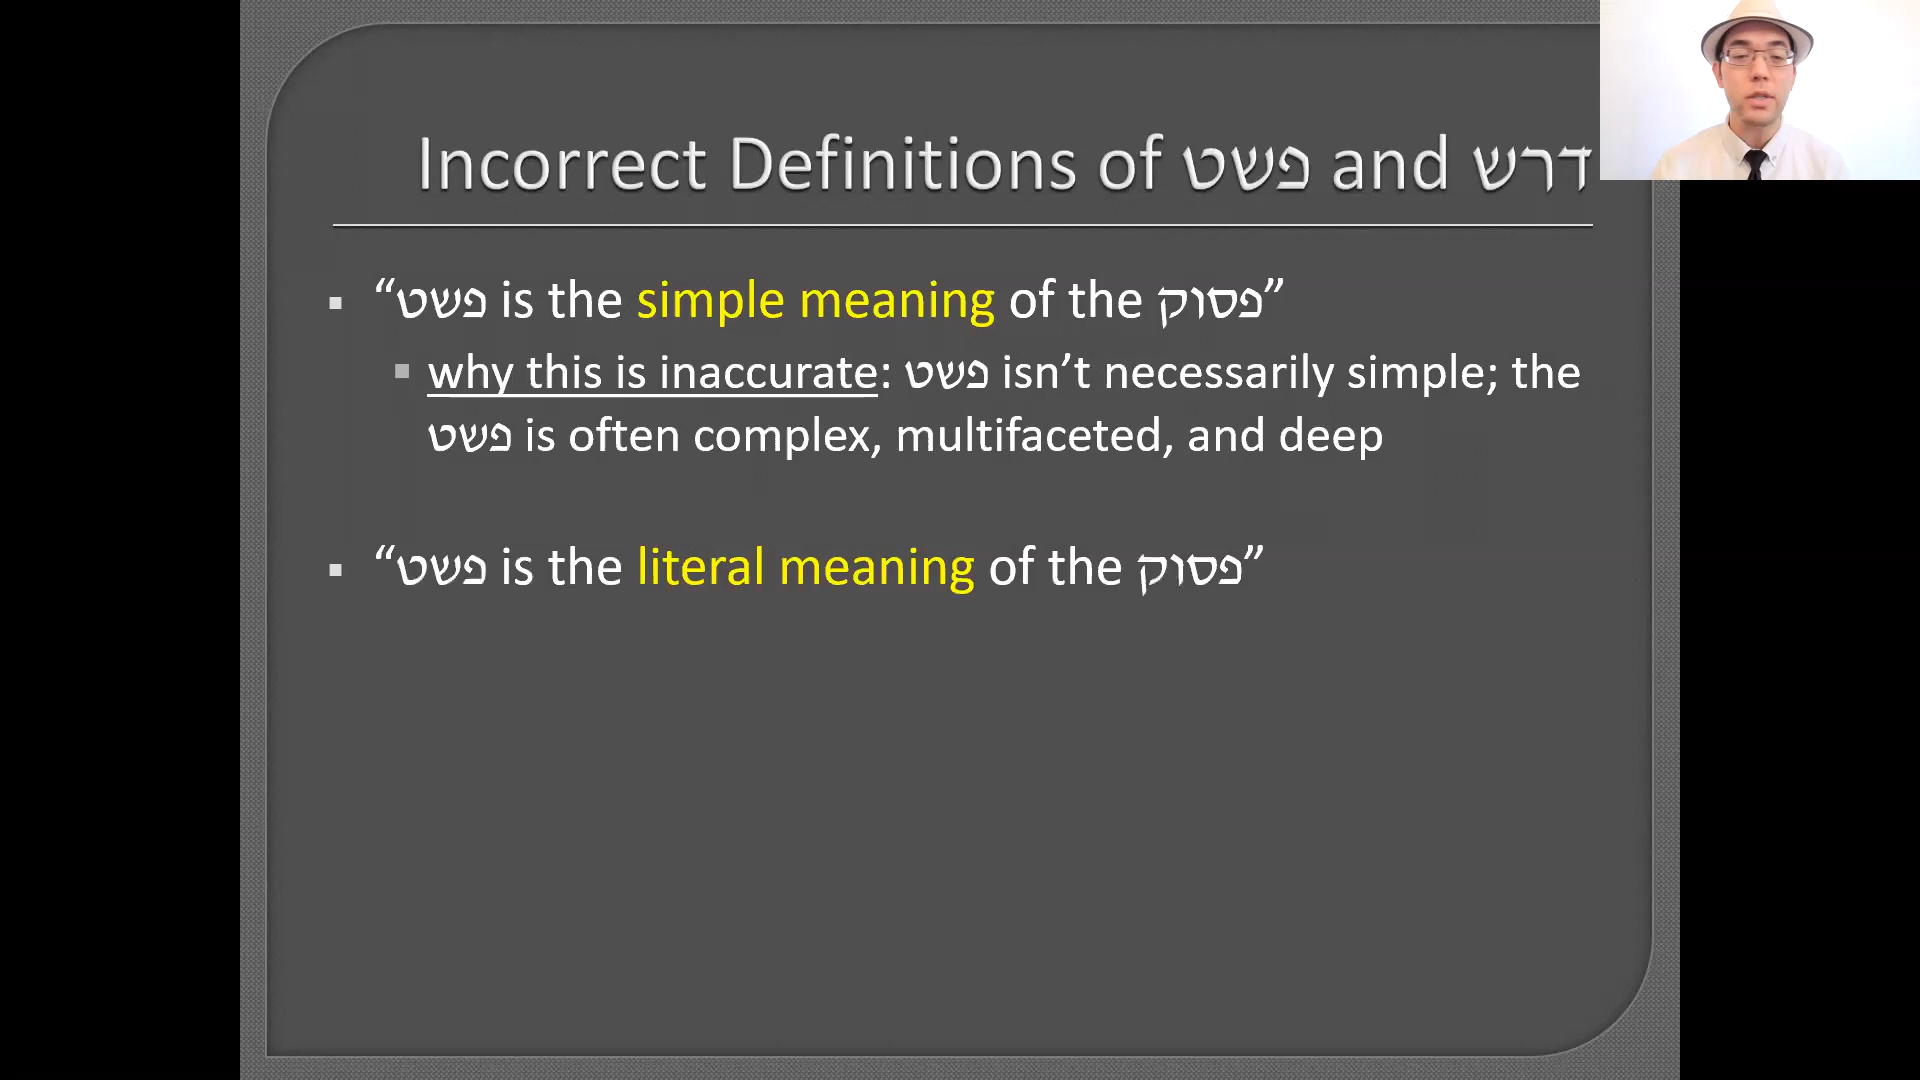 Incorrect Definitions of פשט and דרש
▪ “פשט is the simple meaning of the פסוק”
▪ why this is inaccurate: פשט isn’t necessarily simple; the
פשט is often complex, multifaceted, and deep
▪ “פשט is the literal meaning of the פסוק”